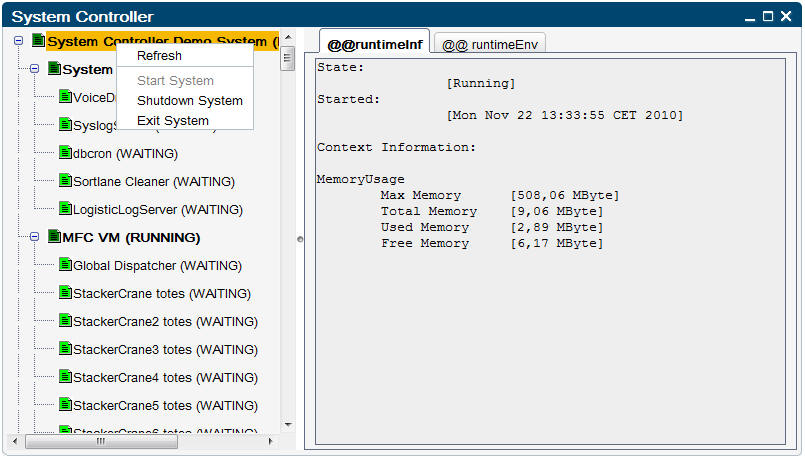 System Controller
System Controller Demo System (
Refresh
Start System
Shutdown System
Exit System
System
dbcron (WAITING)
Sortlane Cleaner (WAITING)
LogisticLogServer (WAITING)
MFC VM (RUNNING)
Global Dispatcher (WAITING)
StackerCrane totes (WAITING)
StackerCrane2 totes (WAITING)
StackerCrane3 totes (WAITING)
StackerCrane4 totes (WAITING)
StackerCrane5 totes (WAITING)
StackerCrane6 totes (WAITING)
@@runtimeInf
@@ runtimeEnv
State:
[Running]
Started:
[Mon Nov 22 13:33:55 CET 2010]
Context Information:
MemoryUsage
Max Memory [508,06 MByte]
Total Memory [9,06 MByte]
Used Memory [2,89 MByte]
Free Memory [6,17 MByte]